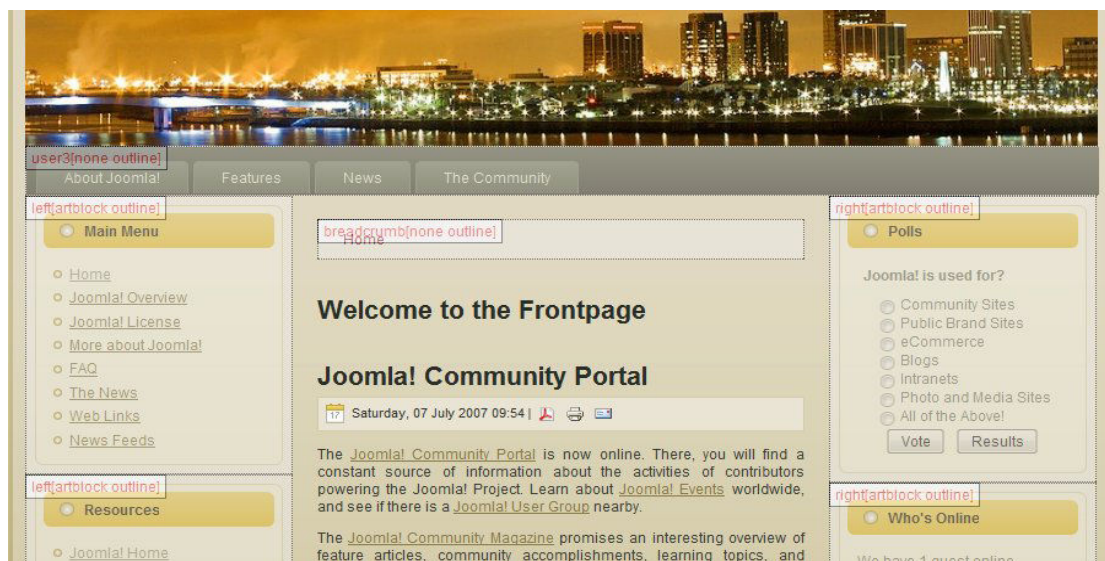 user3[none outline]
About Joomla!
Features
News
The Community
left[artblock outline]
Main Menu
Home
Joomla! Overview
Joomla! License
More about Joomla!
FAQ
The News
Web Links
News Feeds
left[artblock outline]
Resources
Joomla! Home
breadcrumb[none outline]
Home
Welcome to the Frontpage
Joomla! Community Portal
17 Saturday, 07 July 2007 09:54 |
The Joomla! Community Portal is now online. There, you will find a
constant source of information about the activities of contributors
powering the Joomla! Project. Learn about Joomla! Events worldwide,
and see if there is a Joomla! User Group nearby.
The Joomla! Community Magazine promises an interesting overview of
feature articles, community accomplishments, learning topics, and
right[artblock outline]
Polls
Joomla! is used for?
Community Sites
Public Brand Sites
eCommerce
Blogs
Intranets
Photo and Media Sites
All of the Above!
Vote
Results
right[artblock outline]
Who's Online
We have 1 guest online